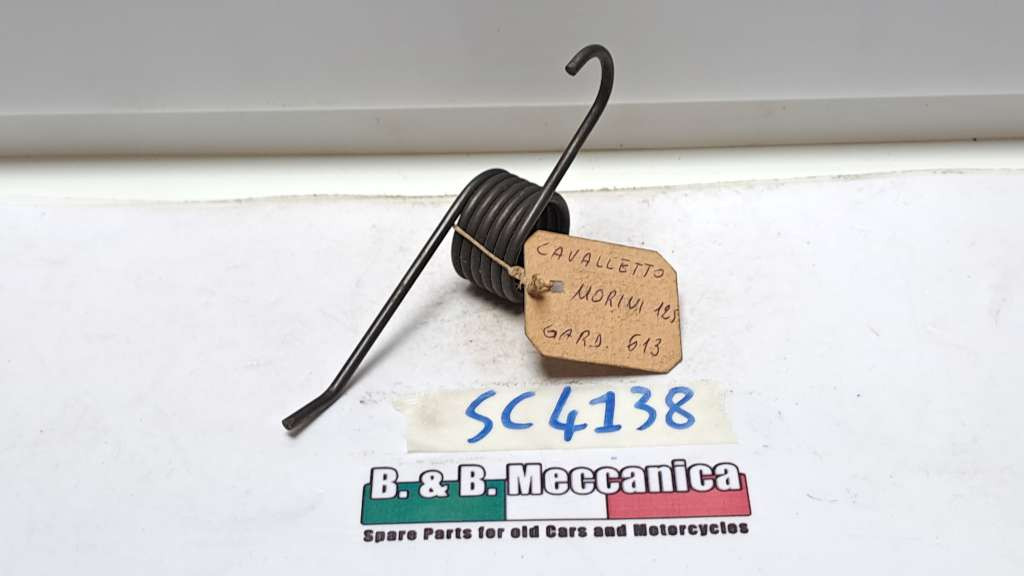 CAVALLETTO
MORINI 125
GARD. 613
SC4138
B. & B. Meccanica
Spare Parts for old Cars and Motorcycles